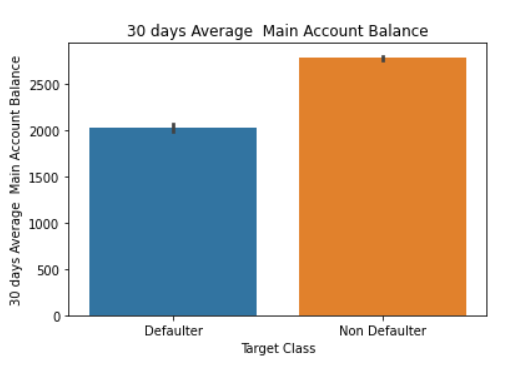 30 days Average  Main Account Balance
30 days Average  Main Account Balance
2500
2000
1500
1000
500
0
Defaulter
Non Defaulter
Target Class